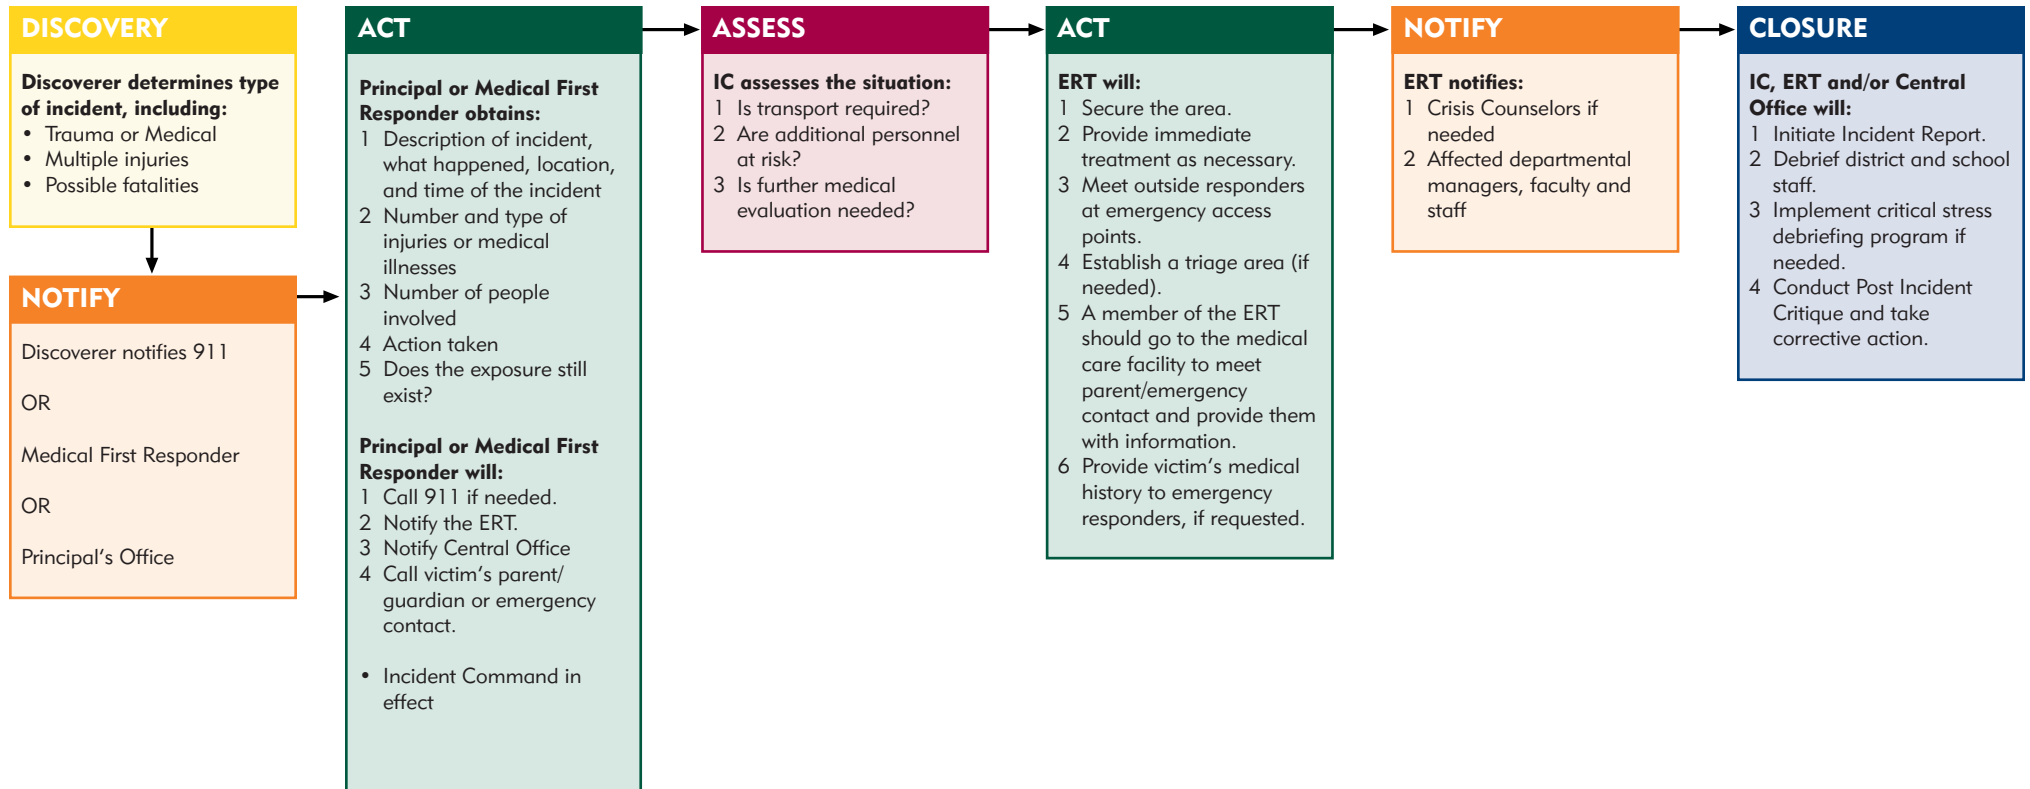 DISCOVERY
Discoverer determines type
of incident, including:
• Trauma or Medical
• Multiple injuries
• Possible fatalities
NOTIFY
Discoverer notifies 911
OR
Medical First Responder
OR
Principal's Office
ACT
Principal or Medical First
Responder obtains:
1 Description of incident,
what happened, location,
and time of the incident
2 Number and type of
injuries or medical
illnesses
3 Number of people
involved
4 Action taken
5 Does the exposure still
exist?
Principal or Medical First
Responder will:
1 Call 911 if needed.
2 Notify the ERT.
3 Notify Central Office
4 Call victim's parent/
guardian or emergency
contact.
• Incident Command in
effect
ASSESS
IC assesses the situation:
1 Is transport required?
2 Are additional personnel
at risk?
3 Is further medical
evaluation needed?
ACT
ERT will:
1 Secure the area.
2 Provide immediate
treatment as necessary.
3 Meet outside responders
at emergency access
points.
4 Establish a triage area (if
needed).
5 A member of the ERT
should go to the medical
care facility to meet
parent/emergency
contact and provide them
with information.
6 Provide victim's medical
history to emergency
responders, if requested.
NOTIFY
ERT notifies:
1 Crisis Counselors if
needed
2 Affected departmental
managers, faculty and
staff
CLOSURE
IC, ERT and/or Central
Office will:
1 Initiate Incident Report.
2 Debrief district and school
staff.
3 Implement critical stress
debriefing program if
needed.
4 Conduct Post Incident
Critique and take
corrective action.